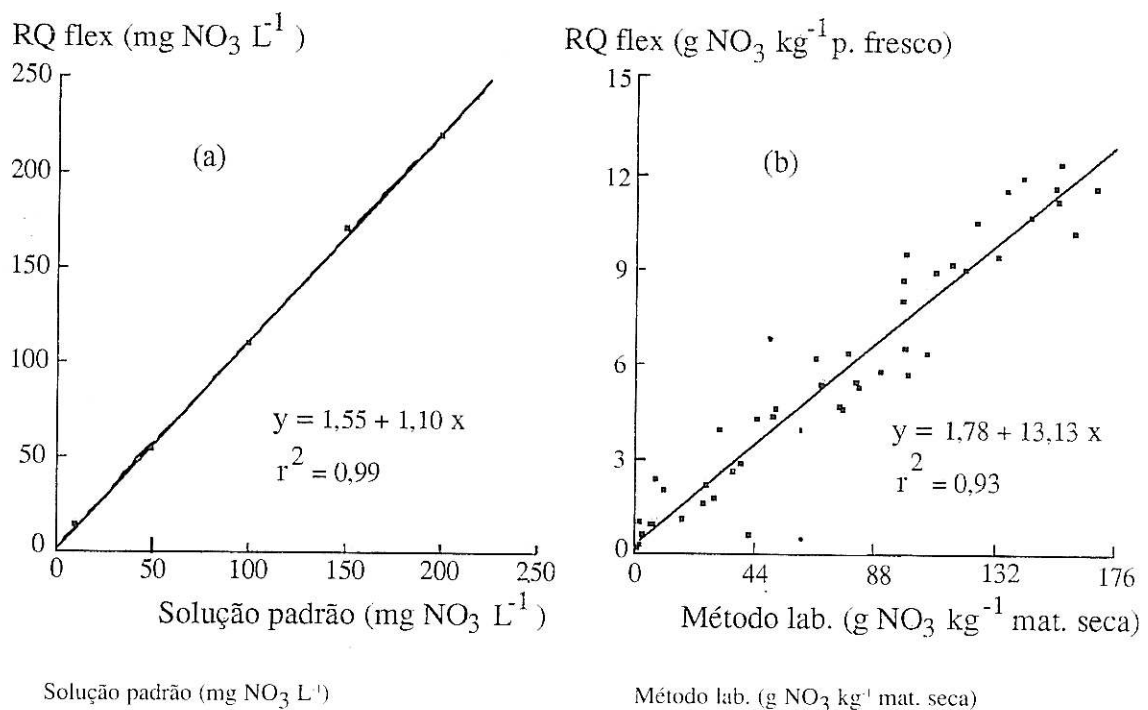 RQ flex (mg NO3 L-1)
250
200
150
100
50
0
(a)
y = 1,55 + 1,10 x
r2 = 0,99
0 50 100 150 200 250
Solução padrão (mg NO3 L-1)
RQ flex (g NO3 kg-1 p. fresco)
15
12
9
6
3
0
(b)
y = 1,78 + 13,13 x
r2 = 0,93
0 44 88 132 176
Método lab. (g NO3 kg-1 mat. seca)
Solução padrão (mg NO3 L-1)
Método lab. (g NO3 kg-1 mat. seca)